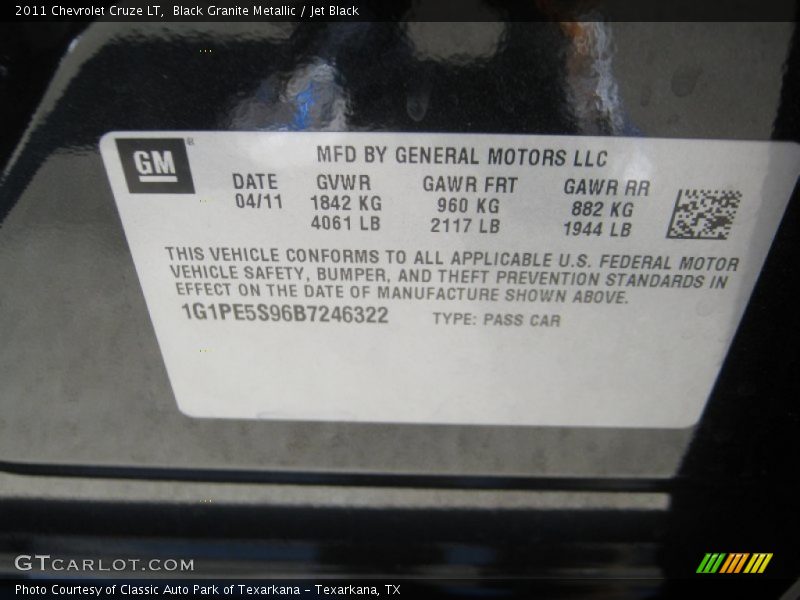 2011 Chevrolet Cruze LT,  Black Granite Metallic / Jet Black
GM
MFD BY GENERAL MOTORS LLC
DATE GVWR GAWR FRT GAWR RR
04/11 1842 KG 960 KG 882 KG
4061 LB 2117 LB 1944 LB
THIS VEHICLE CONFORMS TO ALL APPLICABLE U.S. FEDERAL MOTOR
VEHICLE SAFETY, BUMPER, AND THEFT PREVENTION STANDARDS IN
EFFECT ON THE DATE OF MANUFACTURE SHOWN ABOVE.
1G1PE5S96B7246322 TYPE: PASS CAR
GTCARLOT.COM
Photo Courtesy of Classic Auto Park of Texarkana - Texarkana, TX